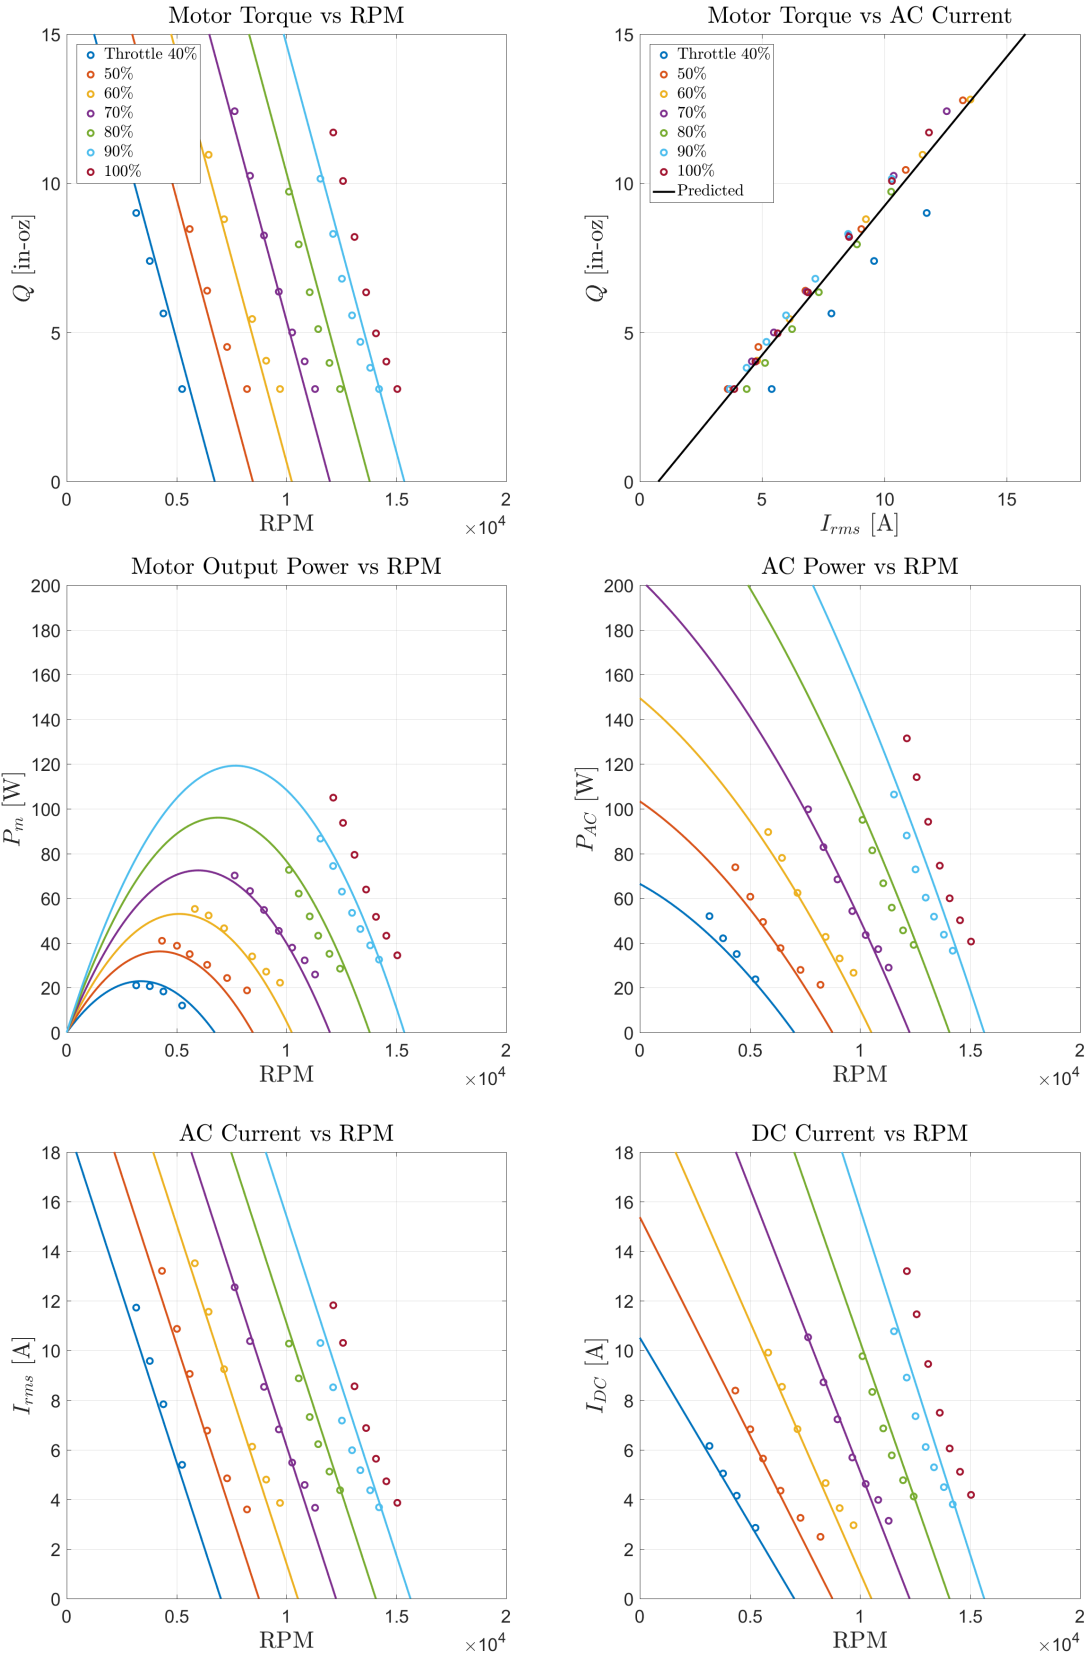 Motor Torque vs RPM
15
10
5
0
Q [in-oz]
Throttle 40%
50%
60%
70%
80%
90%
100%
0 0.5 1 1.5 2
RPM
×10^4
Motor Torque vs AC Current
15
10
5
0
Q [in-oz]
Throttle 40%
50%
60%
70%
80%
90%
100%
Predicted
0 5 10 15
I_rms [A]
Motor Output Power vs RPM
200
180
160
140
120
100
80
60
40
20
0
P_m [W]
0 0.5 1 1.5 2
RPM
×10^4
AC Power vs RPM
200
180
160
140
120
100
80
60
40
20
0
P_AC [W]
0 0.5 1 1.5 2
RPM
×10^4
AC Current vs RPM
18
16
14
12
10
8
6
4
2
0
I_rms [A]
0 0.5 1 1.5 2
RPM
×10^4
DC Current vs RPM
18
16
14
12
10
8
6
4
2
0
I_DC [A]
0 0.5 1 1.5 2
RPM
×10^4